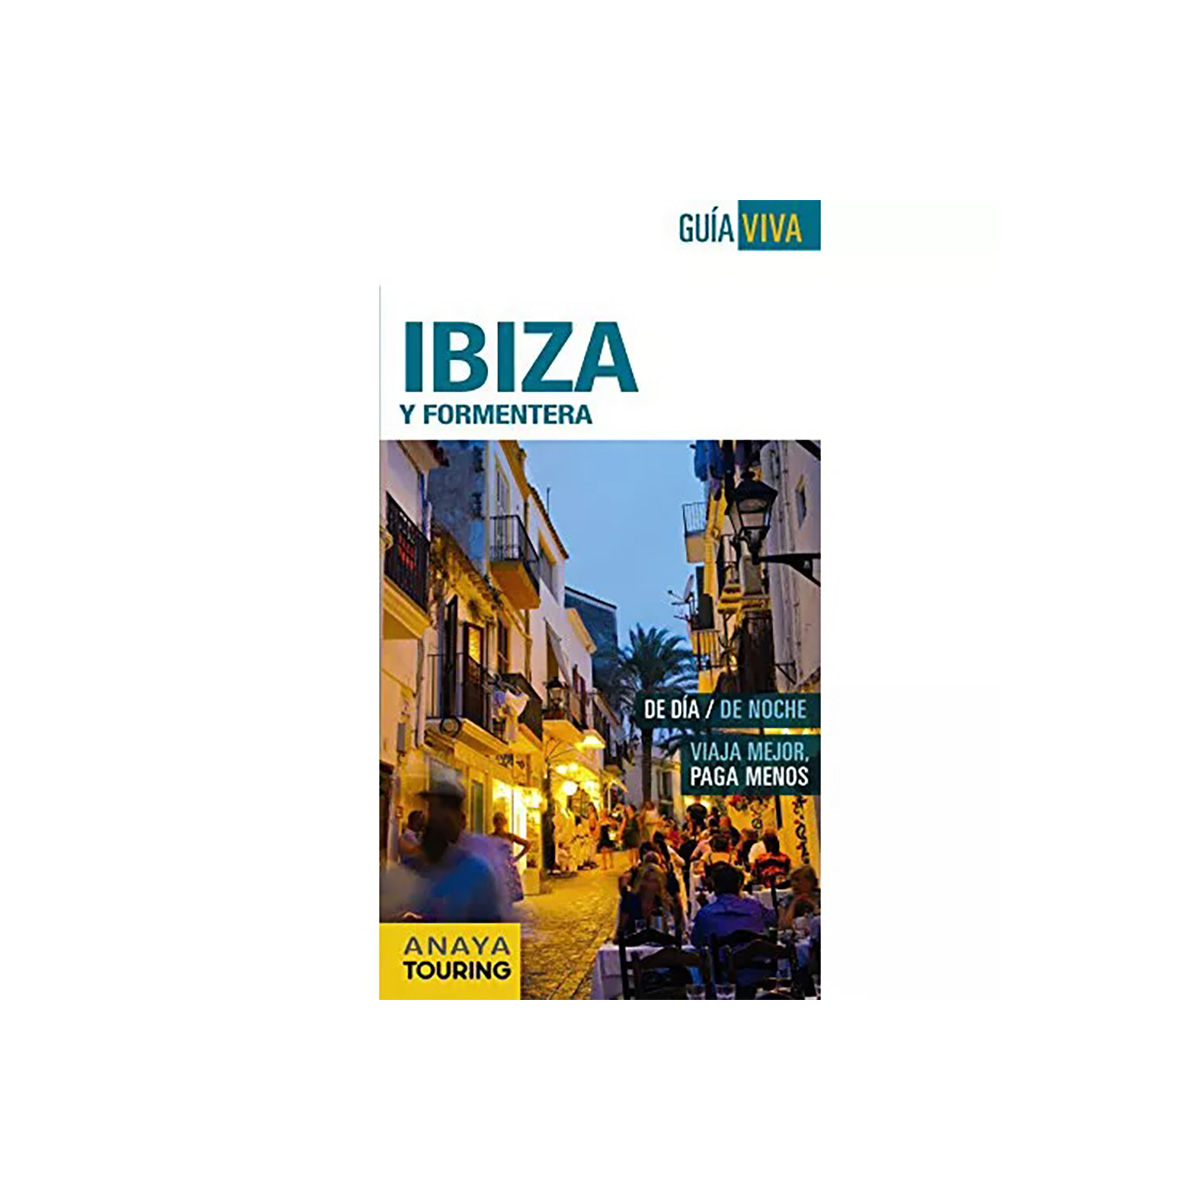 GUÍA VIVA
IBIZA
Y FORMENTERA
DE DÍA / DE NOCHE
VIAJA MEJOR,
PAGA MENOS
ANAYA
TOURING